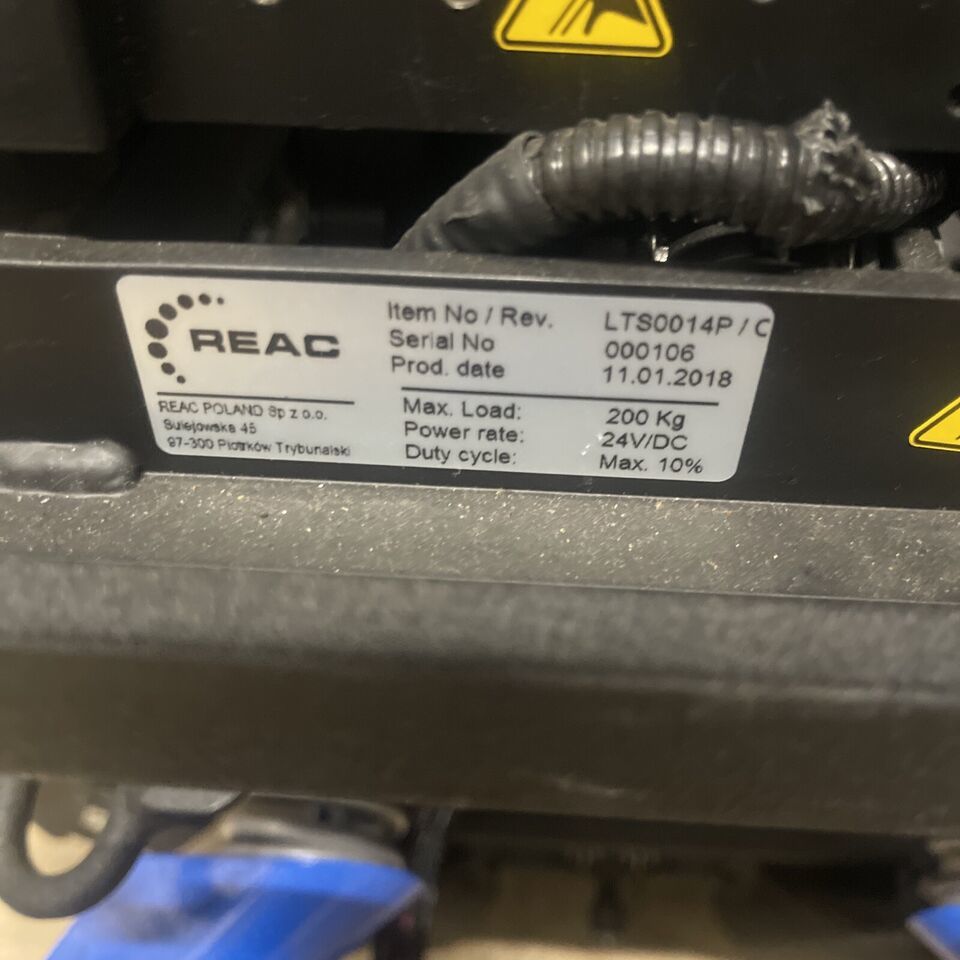 REAC
REAC POLAND Sp z o.o.
Sulejowska 45
97-300 Piotrków Trybunalski
Item No / Rev. LTS0014P / C
Serial No 000106
Prod. date 11.01.2018
Max. Load: 200 Kg
Power rate: 24V/DC
Duty cycle: Max. 10%